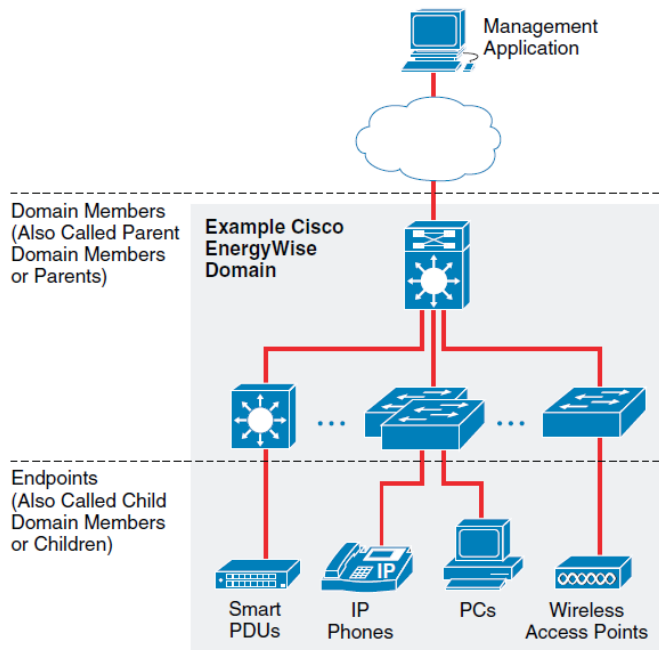 Management
Application
Domain Members
(Also Called Parent
Domain Members
or Parents)
Example Cisco
EnergyWise
Domain
Endpoints
(Also Called Child
Domain Members
or Children)
IP
Smart
PDUs
IP
Phones
PCs
Wireless
Access Points